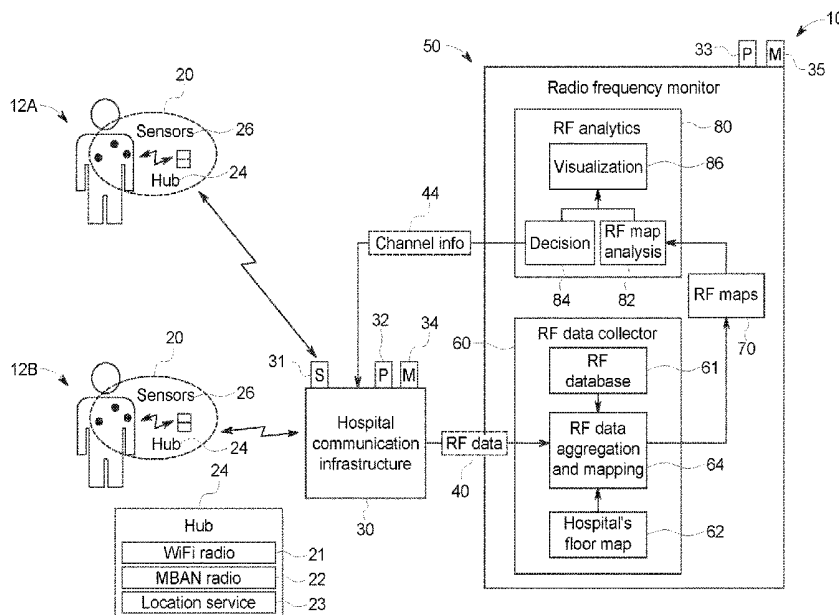 10
50
33
P
M
35
Radio frequency monitor
12A
20
Sensors
26
Hub
24
RF analytics
80
Visualization
86
44
Channel info
Decision
RF map
analysis
84
82
RF maps
70
12B
20
Sensors
26
Hub
24
31
S
32
P
M
34
Hospital
communication
infrastructure
30
RF data
40
60
RF data collector
RF
database
61
RF data
aggregation
and mapping
64
Hospital's
floor map
62
24
Hub
WiFi radio
21
MBAN radio
22
Location service
23